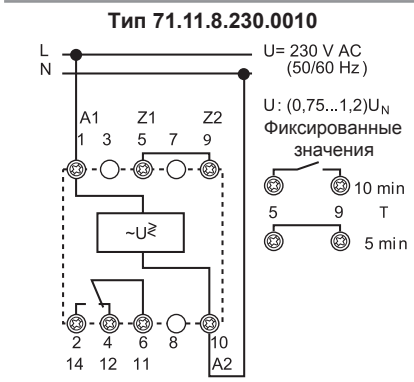 Тип 71.11.8.230.0010
L
N
U= 230 V AC
(50/60 Hz)
U: (0,75...1,2)U_N
Фиксированные
значения
A1 Z1 Z2
1 3 5 7 9
10 min
5 9 T
5 min
~U≷
2 4 6 8 10
14 12 11 A2